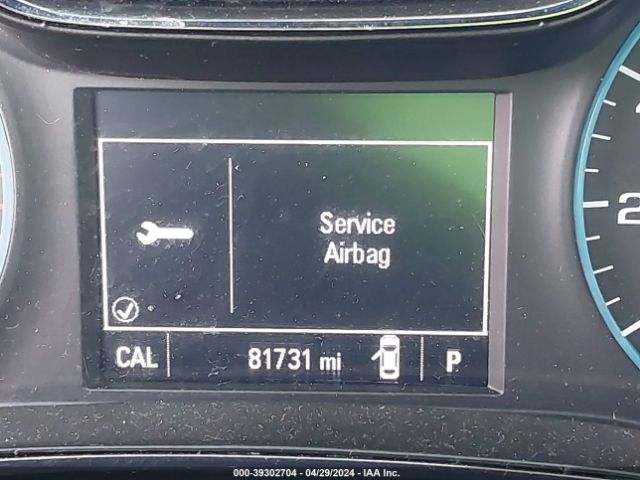 Service
Airbag
CAL 81731 mi P
2
000-39302704 - 04/29/2024 - IAA Inc.